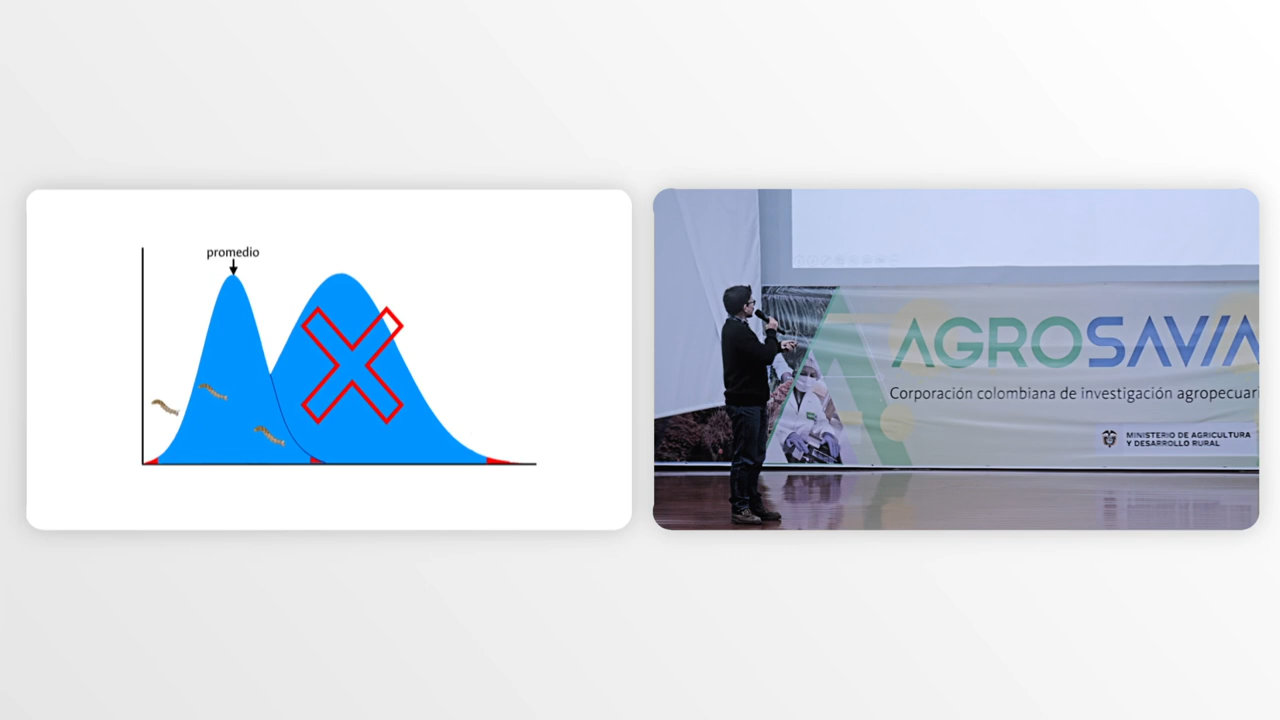 promedio
AGROSAVIA
Corporación colombiana de investigación agropecuari
MINISTERIO DE AGRICULTURA
Y DESARROLLO RURAL